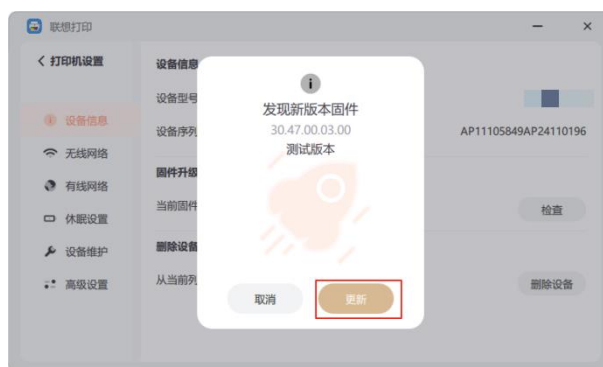 联想打印
打印机设置
设备信息
无线网络
有线网络
休眠设置
设备维护
高级设置
设备信息
设备型号
设备序列
AP11105849AP24110196
固件升级
当前固件
检查
删除设备
从当前列
删除设备
发现新版本固件
30.47.00.03.00
测试版本
取消
更新